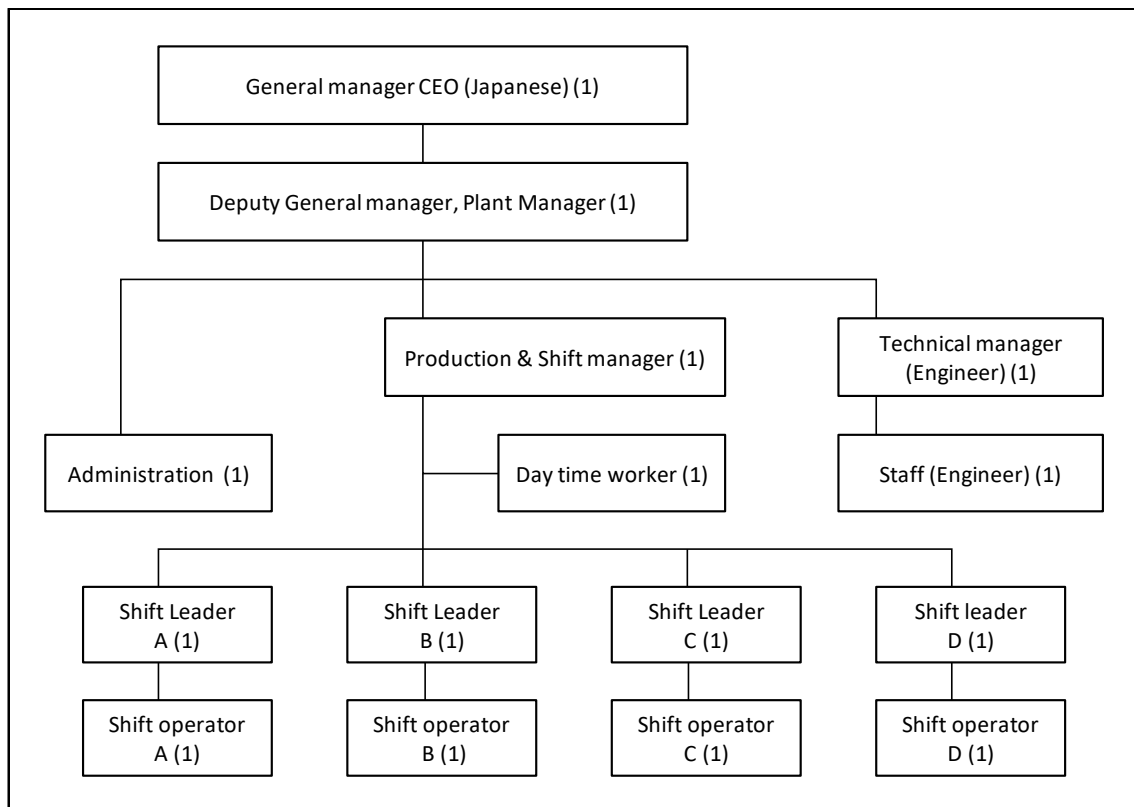 General manager CEO (Japanese) (1)
Deputy General manager, Plant Manager (1)
Production & Shift manager (1)
Technical manager
(Engineer) (1)
Administration (1)
Day time worker (1)
Staff (Engineer) (1)
Shift Leader
A (1)
Shift Leader
B (1)
Shift Leader
C (1)
Shift leader
D (1)
Shift operator
A (1)
Shift operator
B (1)
Shift operator
C (1)
Shift operator
D (1)